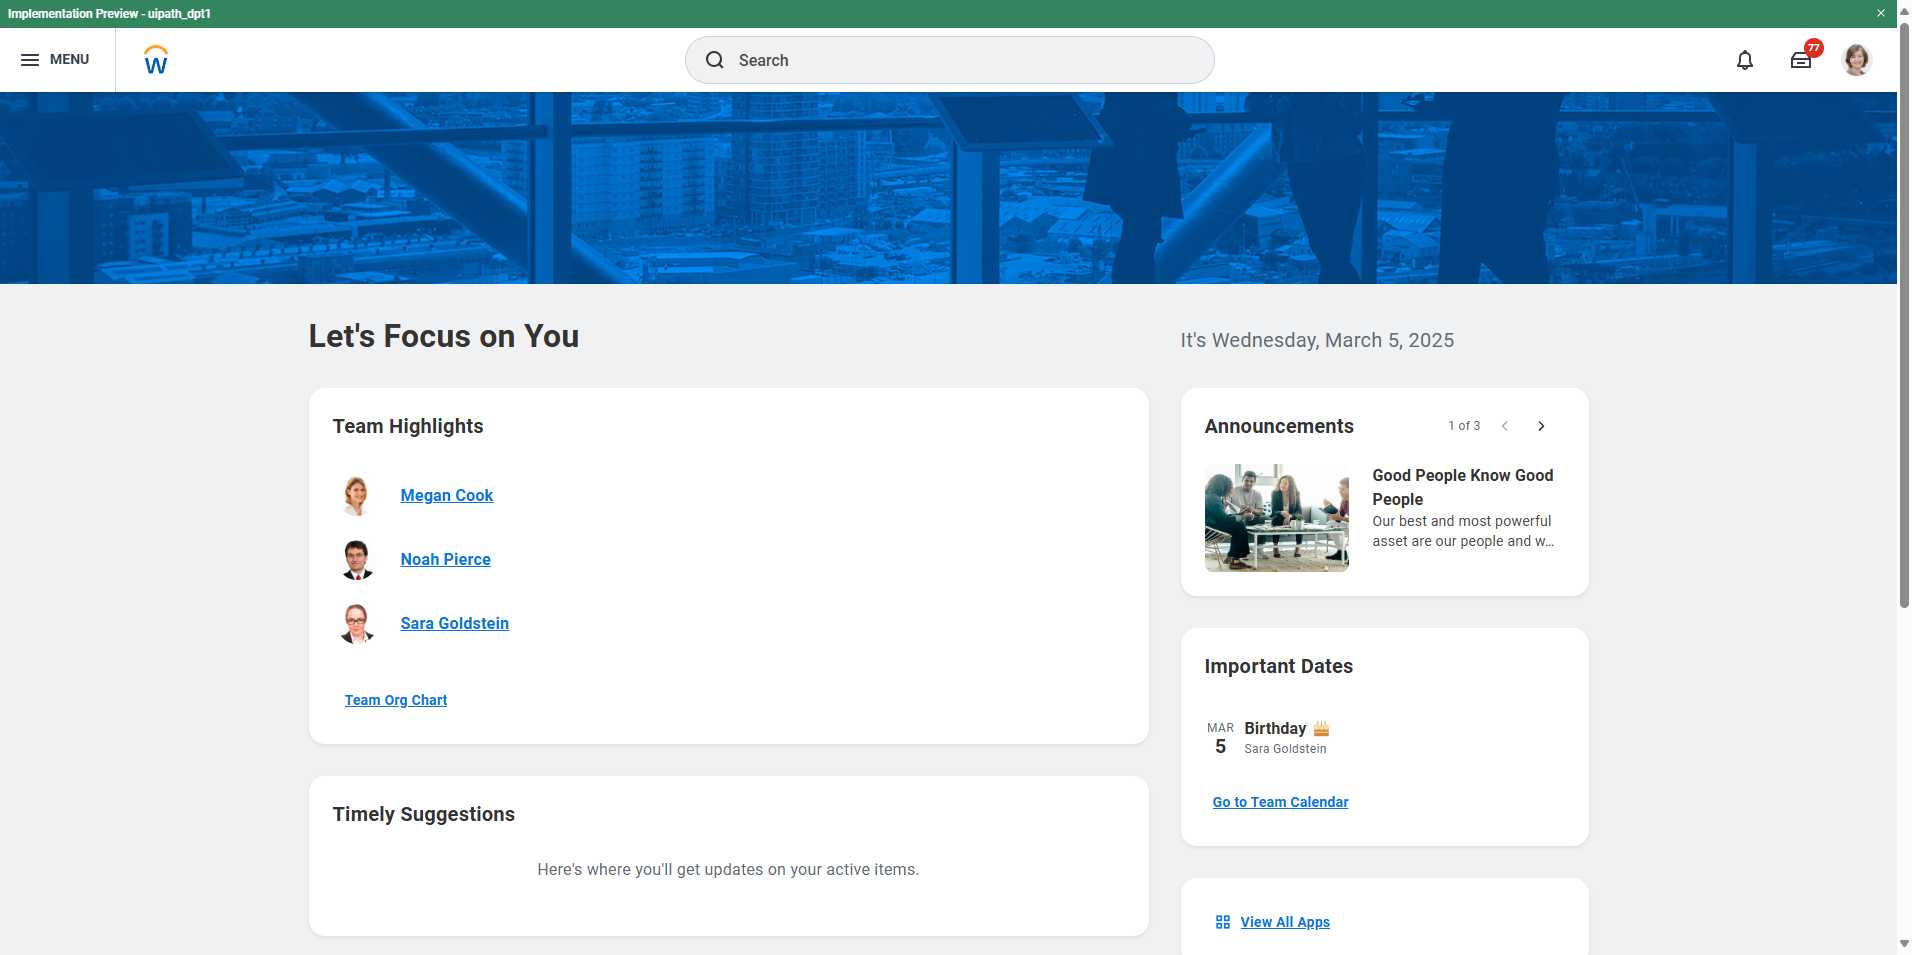 Implementation Preview - uipath_dpt1
MENU
Search
77
Let's Focus on You
It's Wednesday, March 5, 2025
Team Highlights
Megan Cook
Noah Pierce
Sara Goldstein
Team Org Chart
Timely Suggestions
Here's where you'll get updates on your active items.
Announcements
1 of 3
Good People Know Good
People
Our best and most powerful
asset are our people and w...
Important Dates
MAR
5
Birthday
Sara Goldstein
Go to Team Calendar
View All Apps